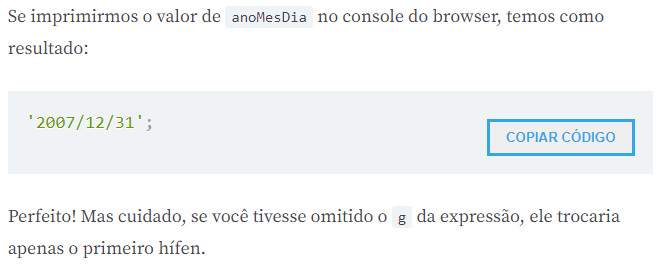 Se imprimirmos o valor de anoMesDia no console do browser, temos como
resultado:
'2007/12/31';
COPIAR CÓDIGO
Perfeito! Mas cuidado, se você tivesse omitido o g da expressão, ele trocaria
apenas o primeiro hífen.